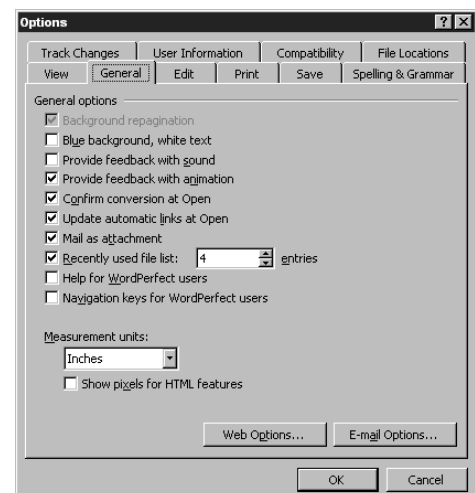 Options
Track Changes User Information Compatibility File Locations
View General Edit Print Save Spelling & Grammar
General options
Background repagination
Blue background, white text
Provide feedback with sound
Provide feedback with animation
Confirm conversion at Open
Update automatic links at Open
Mail as attachment
Recently used file list: 4 entries
Help for WordPerfect users
Navigation keys for WordPerfect users
Measurement units:
Inches
Show pixels for HTML features
Web Options... E-mail Options...
OK Cancel